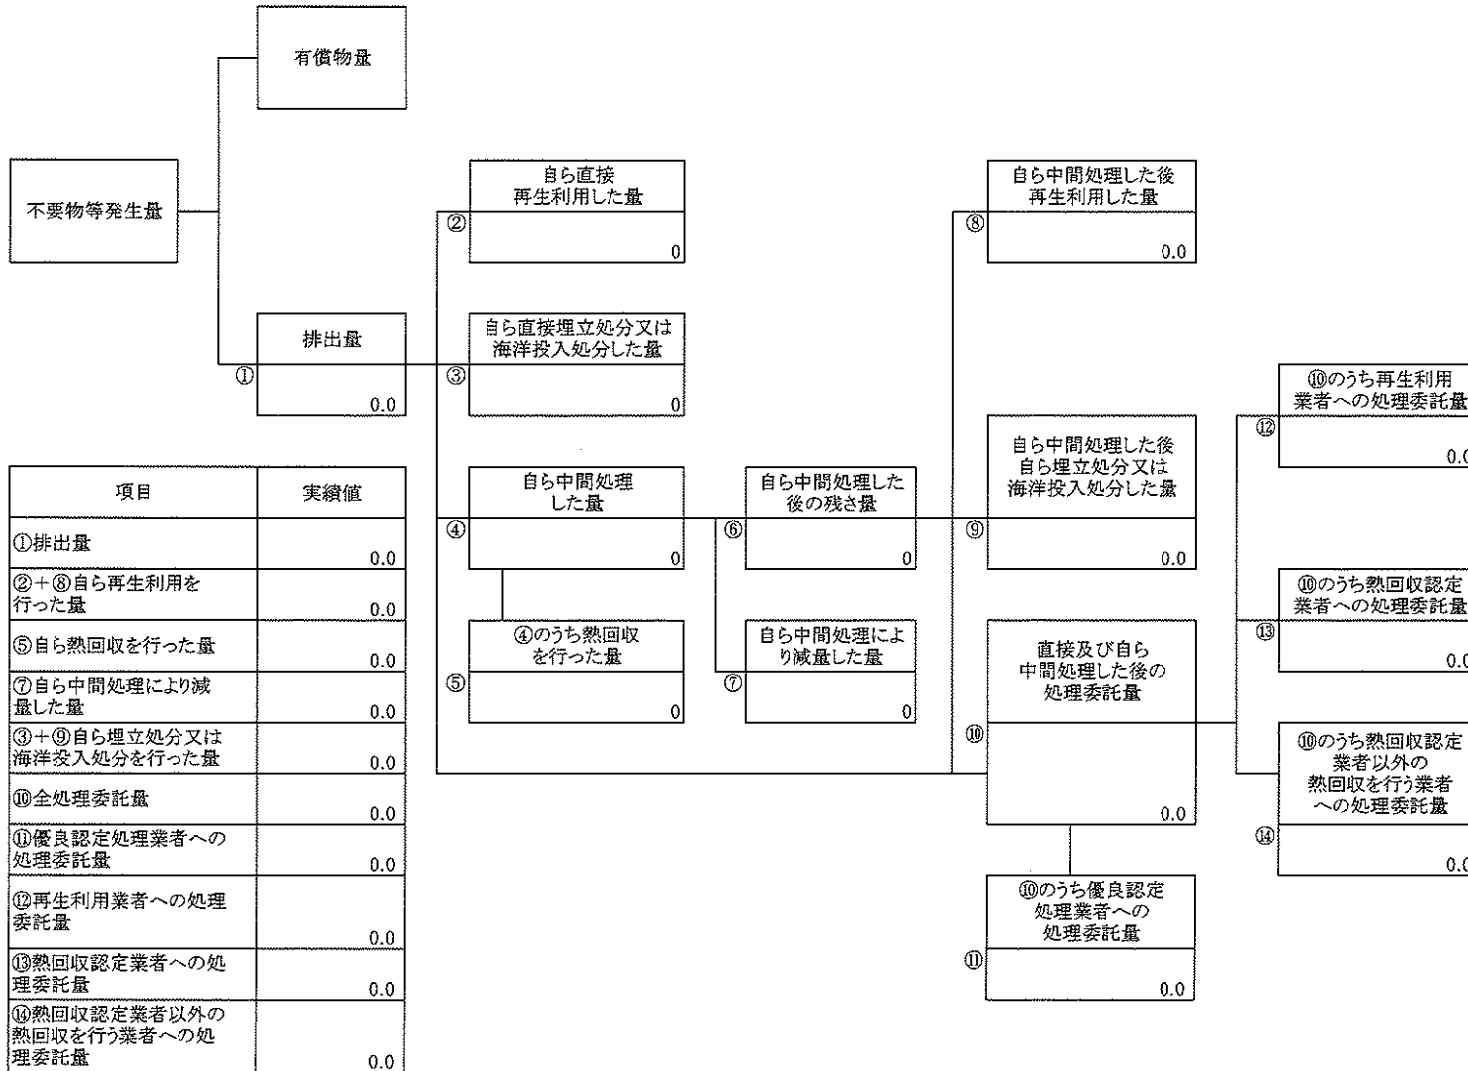 有償物量
不要物等発生量
自ら直接
再生利用した量
②
0
自ら中間処理した後
再生利用した量
⑧
0.0
排出量
①
0.0
自ら直接埋立処分又は
海洋投入処分した量
③
0
⑩のうち再生利用
業者への処理委託量
⑫
0.0
自ら中間処理
した量
④
0
自ら中間処理した
後の残さ量
⑥
0
自ら中間処理した後
自ら埋立処分又は
海洋投入処分した量
⑨
0.0
⑩のうち熱回収認定
業者への処理委託量
⑬
0.0
④のうち熱回収
を行った量
⑤
0
自ら中間処理によ
り減量した量
⑦
0
直接及び自ら
中間処理した後の
処理委託量
⑩
0.0
⑩のうち熱回収認定
業者以外の
熱回収を行う業者
への処理委託量
⑭
0.0
⑩のうち優良認定
処理業者への
処理委託量
⑪
0.0
項目 実績値
①排出量
0.0
②+⑧自ら再生利用を
行った量
0.0
⑤自ら熱回収を行った量
0.0
⑦自ら中間処理により減
量した量
0.0
③+⑨自ら埋立処分又は
海洋投入処分を行った量
0.0
⑩全処理委託量
0.0
⑪優良認定処理業者への
処理委託量
0.0
⑫再生利用業者への処理
委託量
0.0
⑬熱回収認定業者への処
理委託量
0.0
⑭熱回収認定業者以外の
熱回収を行う業者への処
理委託量
0.0